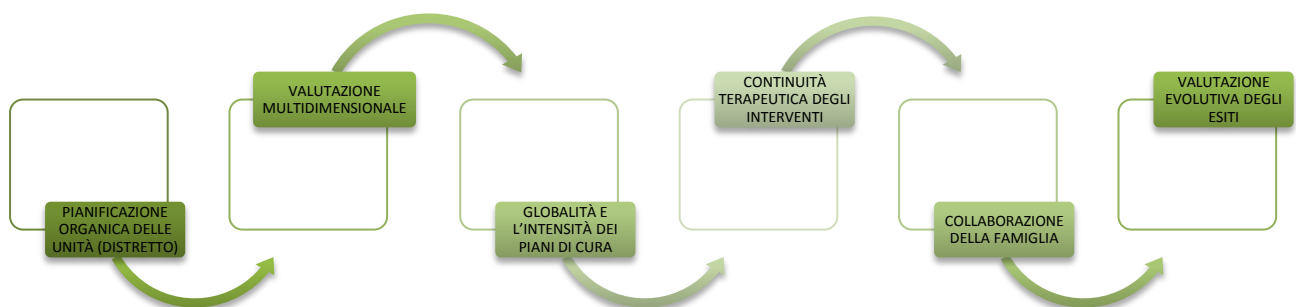 PIANIFICAZIONE
ORGANICA DELLE
UNITÀ (DISTRETTO)
VALUTAZIONE
MULTIDIMENSIONALE
GLOBALITÀ E
L'INTENSITÀ DEI
PIANI DI CURA
CONTINUITÀ
TERAPEUTICA DEGLI
INTERVENTI
COLLABORAZIONE
DELLA FAMIGLIA
VALUTAZIONE
EVOLUTIVA DEGLI
ESITI